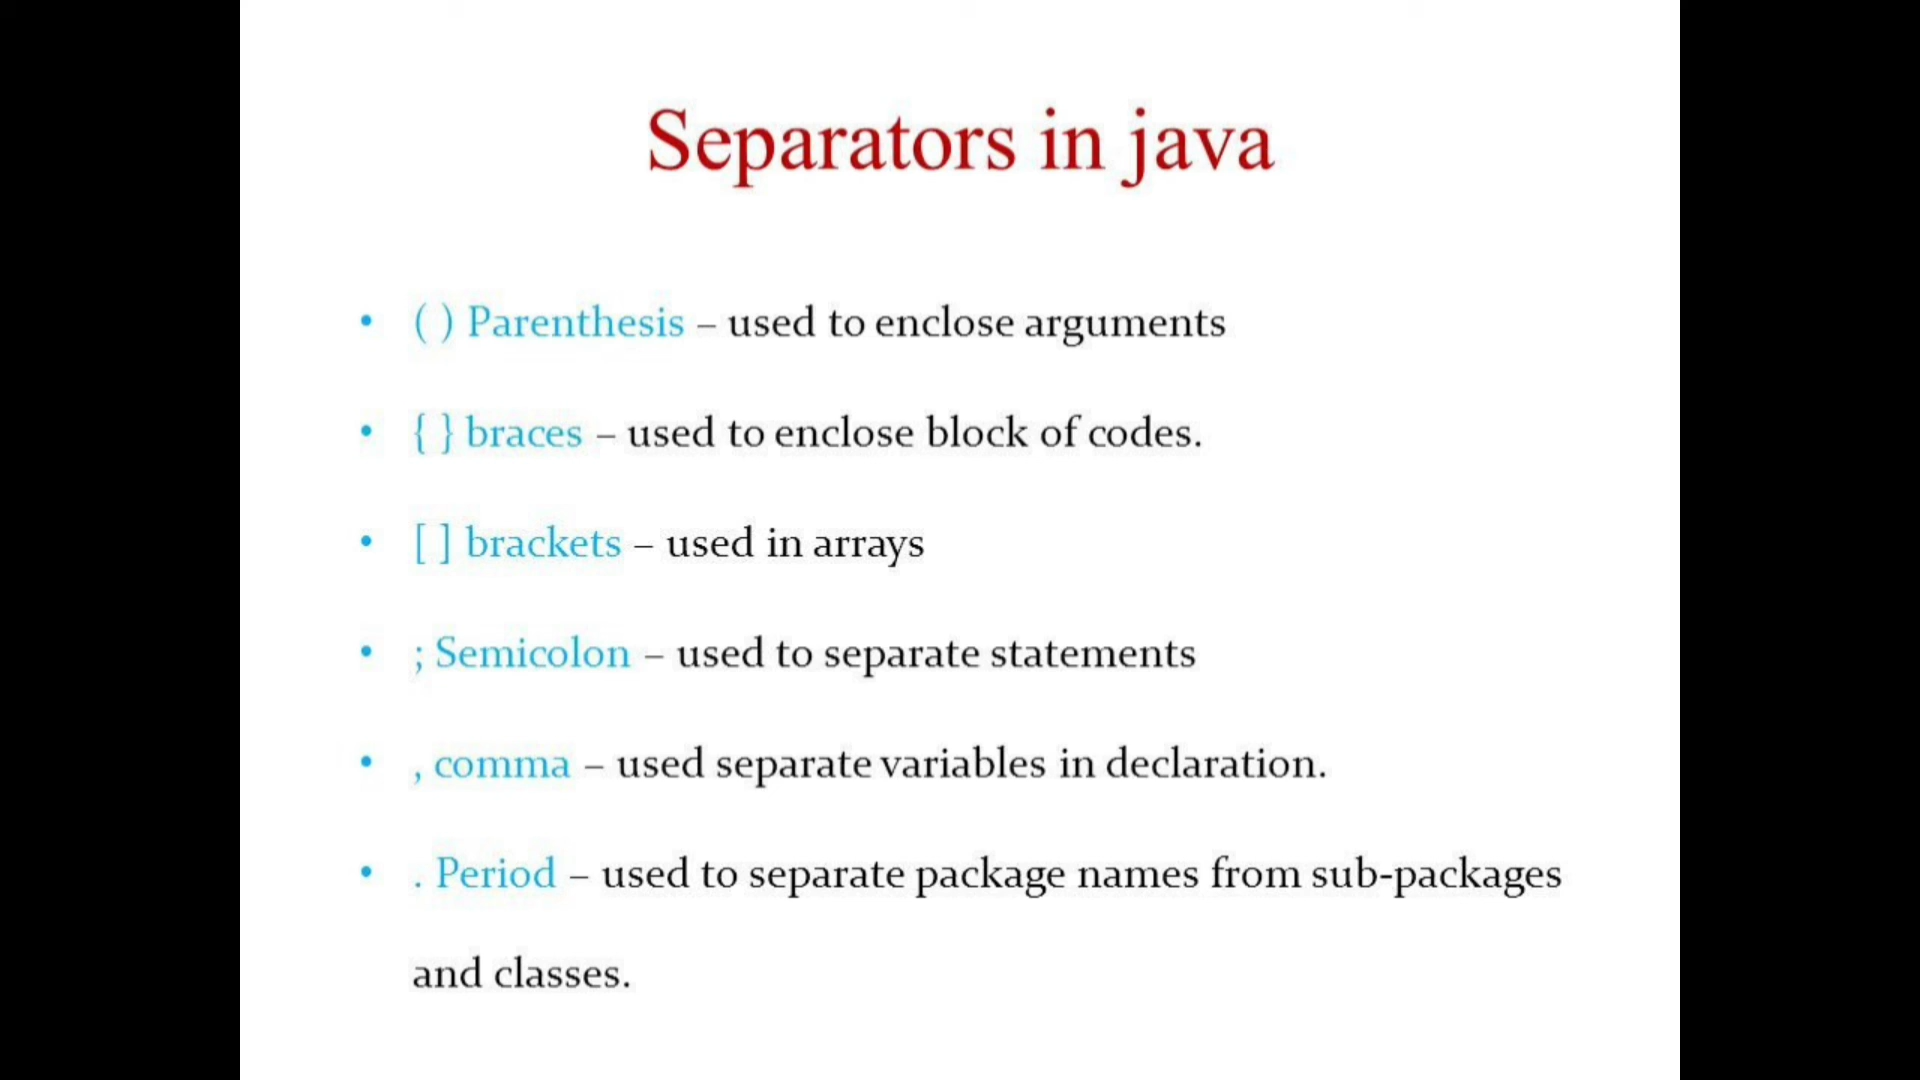 Separators in java
• ( ) Parenthesis – used to enclose arguments
• { } braces – used to enclose block of codes.
• [ ] brackets – used in arrays
• ; Semicolon – used to separate statements
• , comma – used separate variables in declaration.
• . Period – used to separate package names from sub-packages
and classes.